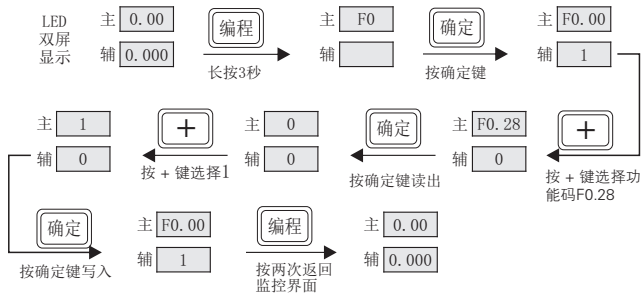 LED
双屏
显示
主 0.00
辅 0.000
编程
长按3秒
主 F0
辅
确定
按确定键
主 F0.00
辅 1
+
按 + 键选择功
能码F0.28
主 F0.28
辅 0
确定
按确定键读出
主 0
辅 0
+
按 + 键选择1
主 1
辅 0
确定
按确定键写入
主 F0.00
辅 1
编程
按两次返回
监控界面
主 0.00
辅 0.000